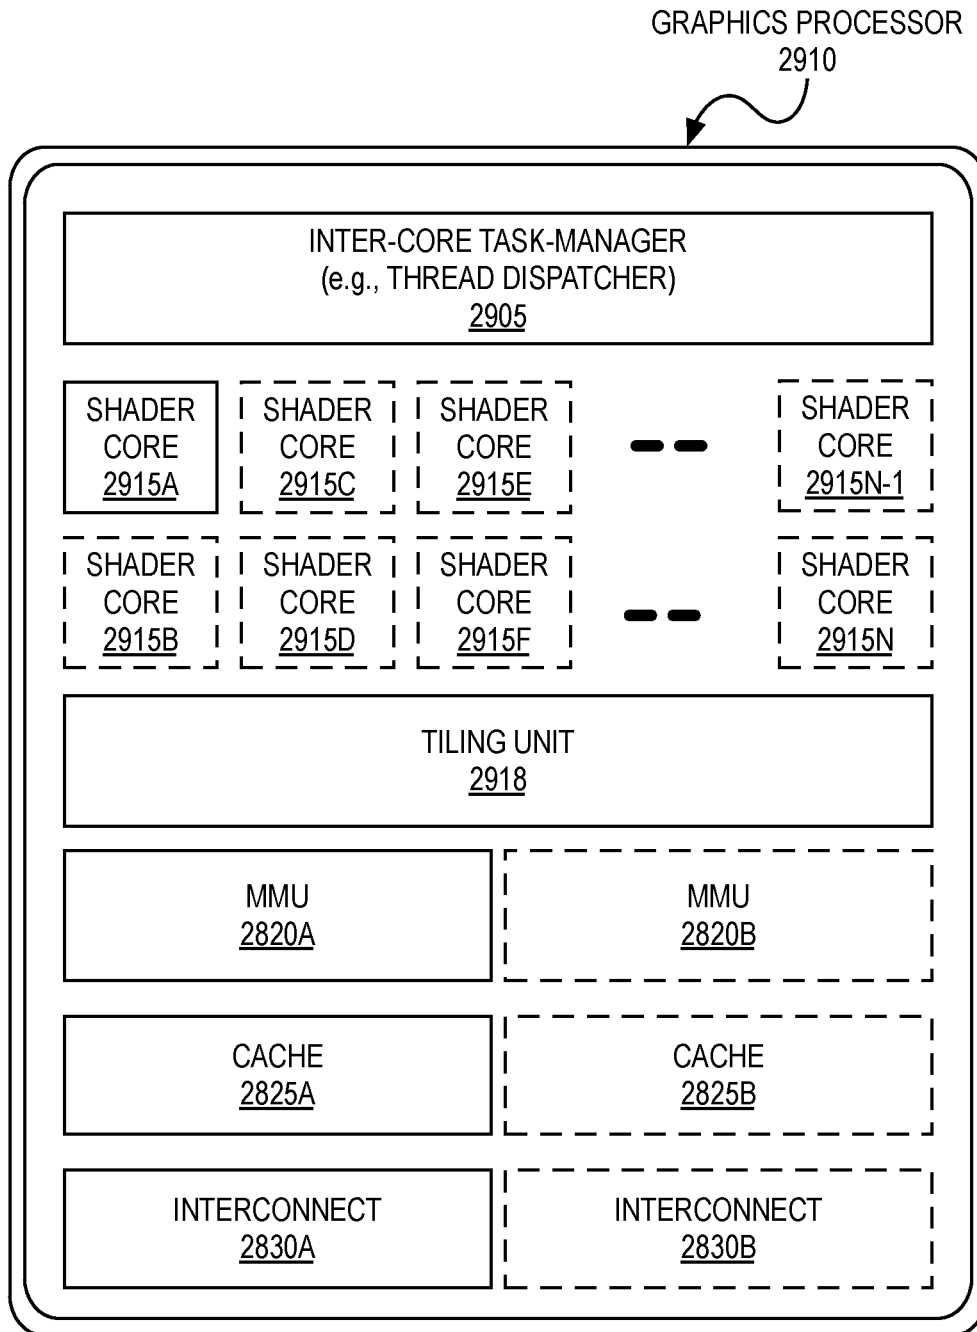 GRAPHICS PROCESSOR
2910
INTER-CORE TASK-MANAGER
(e.g., THREAD DISPATCHER)
2905
SHADER
CORE
2915A
SHADER
CORE
2915C
SHADER
CORE
2915E
SHADER
CORE
2915N-1
SHADER
CORE
2915B
SHADER
CORE
2915D
SHADER
CORE
2915F
SHADER
CORE
2915N
TILING UNIT
2918
MMU
2820A
MMU
2820B
CACHE
2825A
CACHE
2825B
INTERCONNECT
2830A
INTERCONNECT
2830B